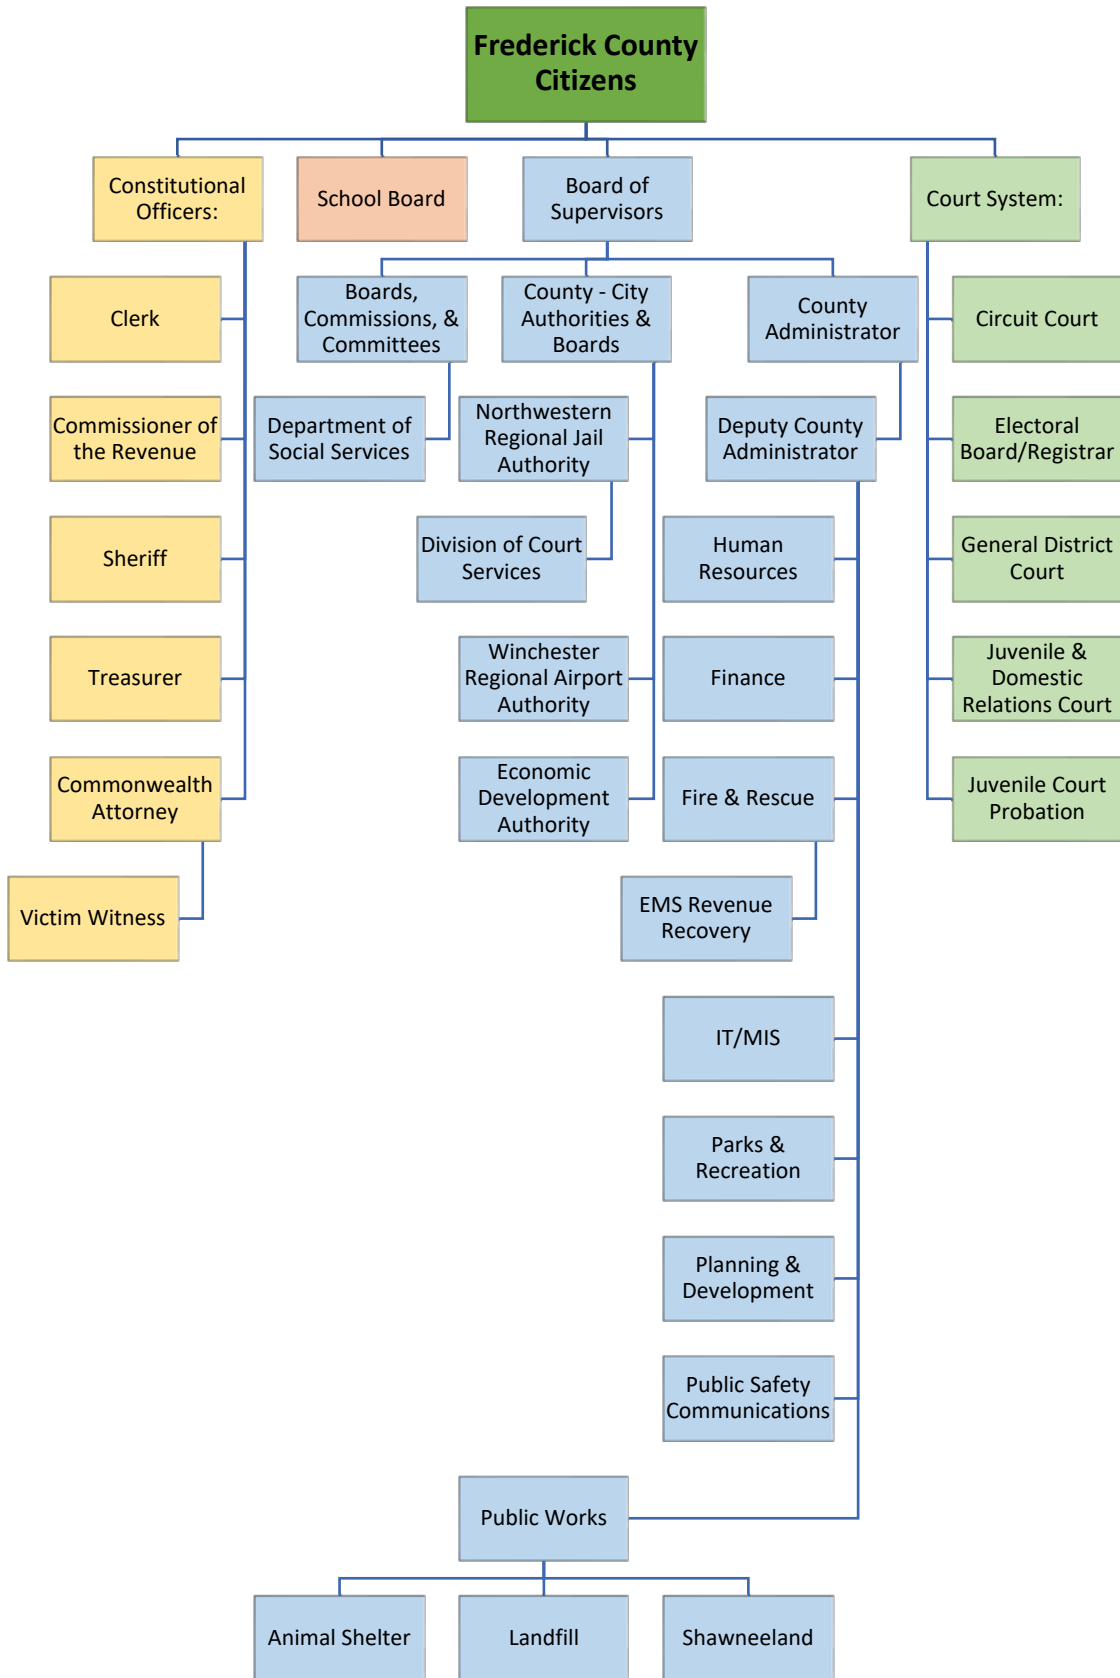 Frederick County
Citizens
Constitutional
Officers:
School Board
Board of
Supervisors
Court System:
Clerk
Boards,
Commissions, &
Committees
County - City
Authorities &
Boards
County
Administrator
Circuit Court
Commissioner of
the Revenue
Department of
Social Services
Northwestern
Regional Jail
Authority
Deputy County
Administrator
Electoral
Board/Registrar
Sheriff
Division of Court
Services
Human
Resources
General District
Court
Treasurer
Winchester
Regional Airport
Authority
Finance
Juvenile &
Domestic
Relations Court
Commonwealth
Attorney
Economic
Development
Authority
Fire & Rescue
Juvenile Court
Probation
Victim Witness
EMS Revenue
Recovery
IT/MIS
Parks &
Recreation
Planning &
Development
Public Safety
Communications
Public Works
Animal Shelter
Landfill
Shawneeland